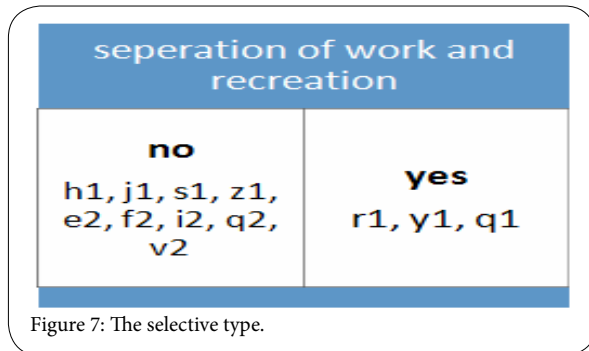 seperation of work and
recreation
no
h1, j1, s1, z1,
e2, f2, i2, q2,
v2
yes
r1, y1, q1
Figure 7: The selective type.